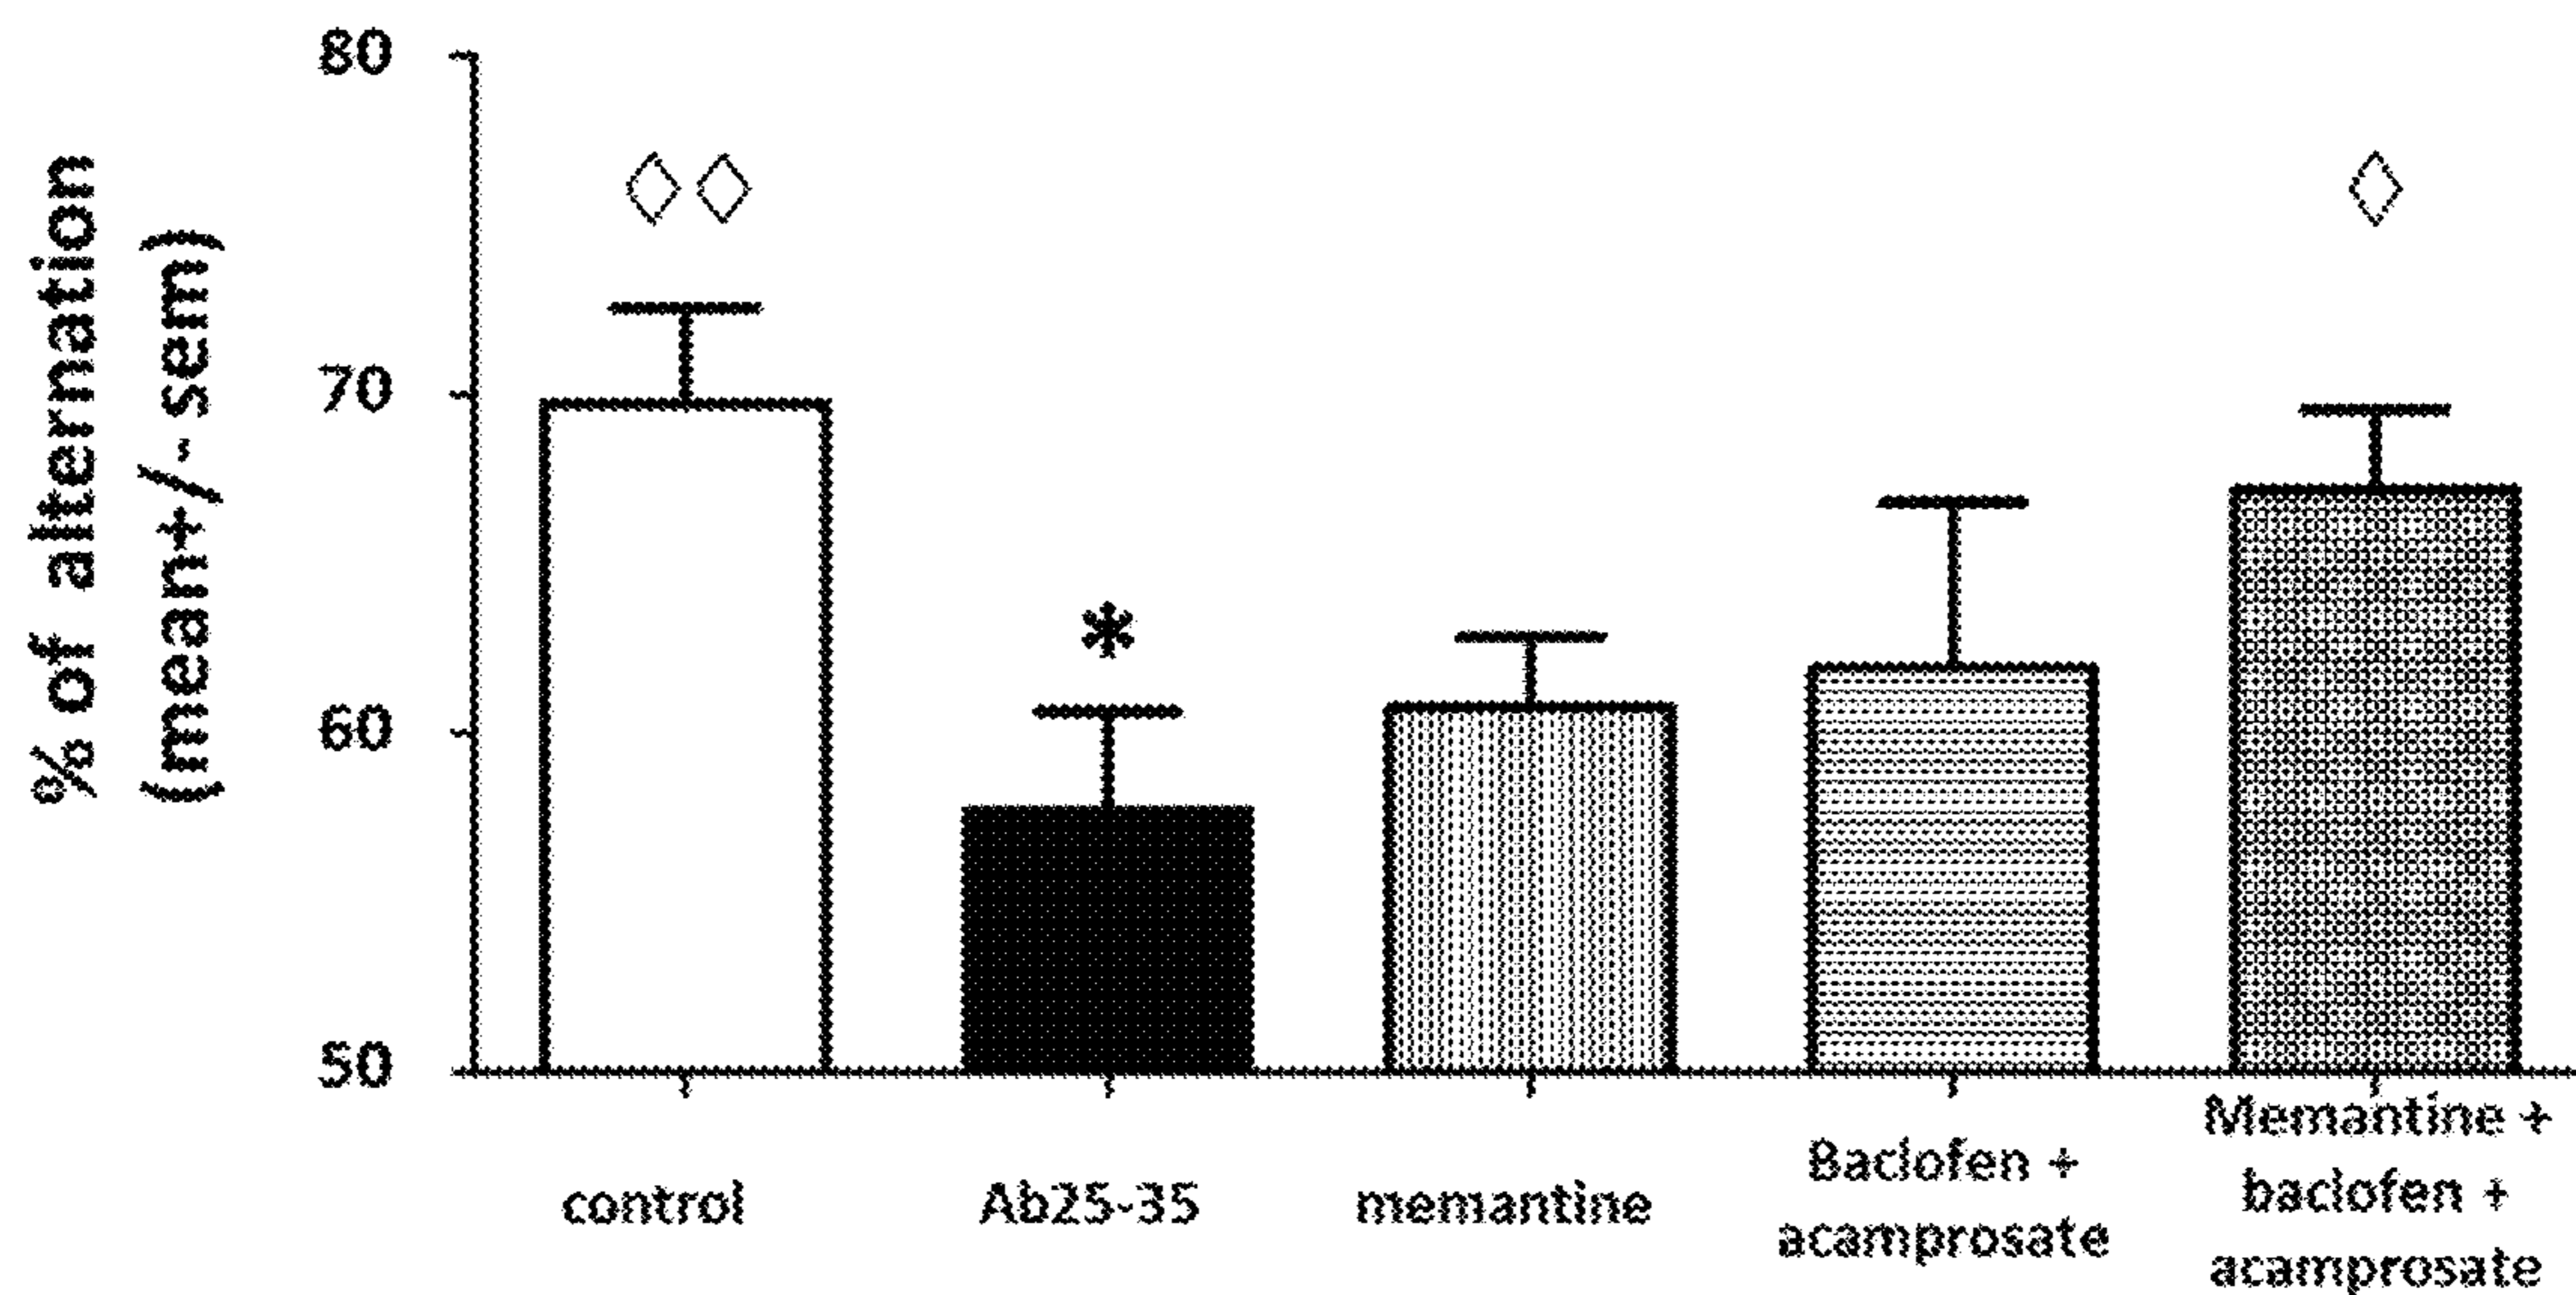 % of alternation
(mean+/- sem)
80
70
60
50
◇◇
*
◇
control
Ab25-35
memantine
Baclofen +
acamprosate
Memantine +
baclofen +
acamprosate